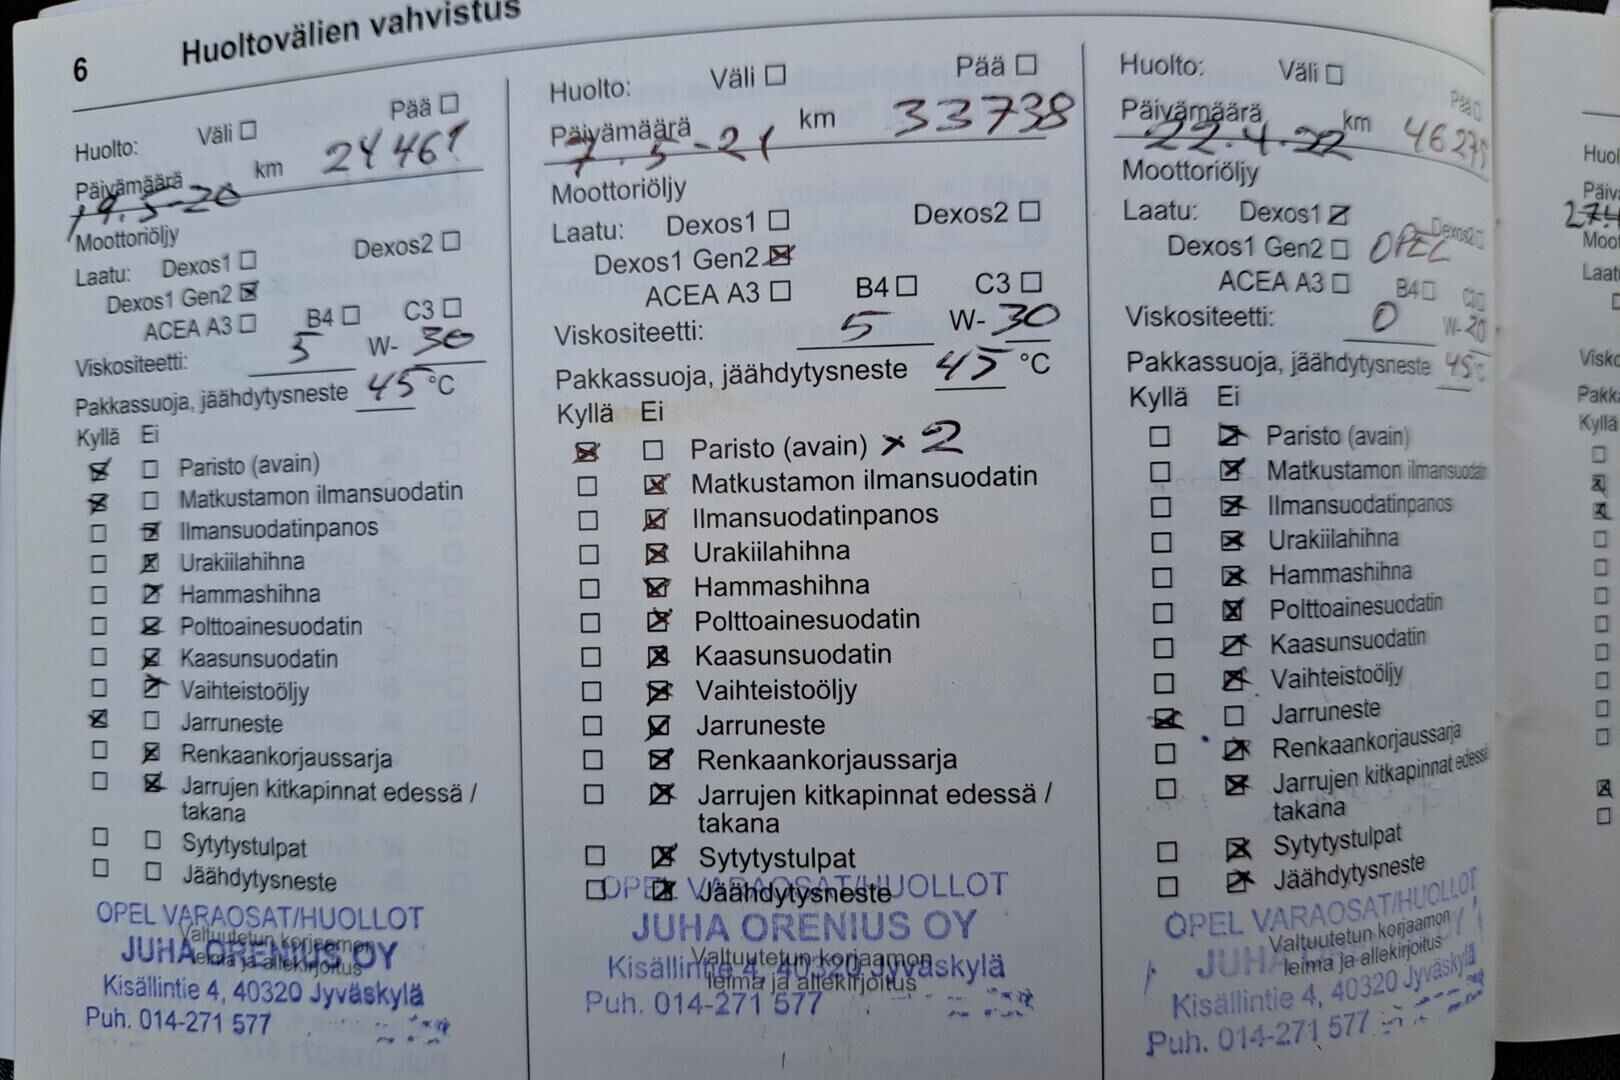 6
Huoltovälien vahvistus
Huolto: Väli ☐ Pää ☐
Päivämäärä 19.5-20 km 24461
Moottoriöljy
Laatu: Dexos1 ☐ Dexos2 ☐
Dexos1 Gen2 ☒
ACEA A3 ☐ B4 ☐ C3 ☐
Viskositeetti: 5 W- 30
Pakkassuoja, jäähdytysneste 45 °C
Kyllä Ei
☒ ☐ Paristo (avain)
☒ ☐ Matkustamon ilmansuodatin
☐ ☒ Ilmansuodatinpanos
☐ ☒ Urakiilahihna
☐ ☒ Hammashihna
☐ ☒ Polttoainesuodatin
☐ ☒ Kaasunsuodatin
☐ ☒ Vaihteistoöljy
☒ ☐ Jarruneste
☐ ☒ Renkaankorjaussarja
☐ ☒ Jarrujen kitkapinnat edessä /
takana
☐ ☐ Sytytystulpat
☐ ☐ Jäähdytysneste
OPEL VARAOSAT/HUOLLOT
Valtuutetun korjaamon
JUHA ORENIUS OY
leima ja allekirjoitus
Kisällintie 4, 40320 Jyväskylä
Puh. 014-271 577
Huolto: Väli ☐ Pää ☐
Päivämäärä 7.5-21 km 33738
Moottoriöljy
Laatu: Dexos1 ☐ Dexos2 ☐
Dexos1 Gen2 ☒
ACEA A3 ☐ B4 ☐ C3 ☐
Viskositeetti: 5 W- 30
Pakkassuoja, jäähdytysneste 45 °C
Kyllä Ei
☒ ☐ Paristo (avain) x 2
☐ ☒ Matkustamon ilmansuodatin
☐ ☒ Ilmansuodatinpanos
☐ ☒ Urakiilahihna
☐ ☒ Hammashihna
☐ ☒ Polttoainesuodatin
☐ ☒ Kaasunsuodatin
☐ ☒ Vaihteistoöljy
☐ ☒ Jarruneste
☐ ☒ Renkaankorjaussarja
☐ ☒ Jarrujen kitkapinnat edessä /
takana
☐ ☒ Sytytystulpat
☐ ☒ Jäähdytysneste
OPEL VARAOSAT/HUOLLOT
JUHA ORENIUS OY
Valtuutetun korjaamon
Kisällintie 4, 40320 Jyväskylä
leima ja allekirjoitus
Puh. 014-271 577
Huolto: Väli ☐ Pää ☐
Päivämäärä 22.4.22 km 46275
Moottoriöljy
Laatu: Dexos1 ☒ Dexos2 ☐
Dexos1 Gen2 ☐ OPEL
ACEA A3 ☐ B4 ☐ C3 ☐
Viskositeetti: 0 W- 20
Pakkassuoja, jäähdytysneste 45 °C
Kyllä Ei
☐ ☒ Paristo (avain)
☐ ☒ Matkustamon ilmansuodatin
☐ ☒ Ilmansuodatinpanos
☐ ☒ Urakiilahihna
☐ ☒ Hammashihna
☐ ☒ Polttoainesuodatin
☐ ☒ Kaasunsuodatin
☐ ☒ Vaihteistoöljy
☒ ☐ Jarruneste
☐ ☒ Renkaankorjaussarja
☐ ☒ Jarrujen kitkapinnat edessä
takana
☐ ☒ Sytytystulpat
☐ ☒ Jäähdytysneste
OPEL VARAOSAT/HUOLLOT
Valtuutetun korjaamon
JUHA
leima ja allekirjoitus
Kisällintie 4, 40320 Jyväskylä
Puh. 014-271 577
Huol
Päivä
Moot
Laatu
Visko
Pakka
Kyllä